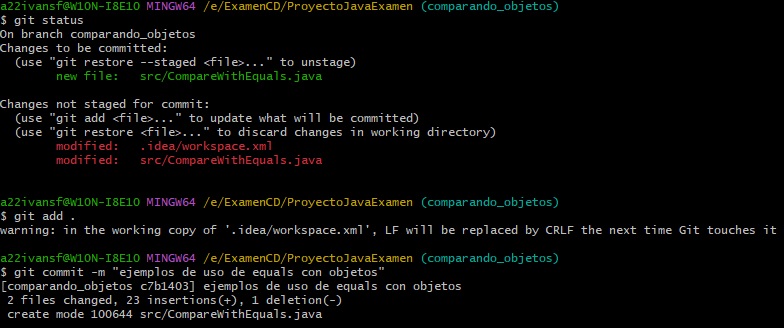 a22ivansf@W10N-I8E10 MINGW64 /e/ExamenCD/ProyectoJavaExamen (comparando_objetos)
$ git status
On branch comparando_objetos
Changes to be committed:
  (use "git restore --staged <file>..." to unstage)
        new file:   src/CompareWithEquals.java

Changes not staged for commit:
  (use "git add <file>..." to update what will be committed)
  (use "git restore <file>..." to discard changes in working directory)
        modified:   .idea/workspace.xml
        modified:   src/CompareWithEquals.java

a22ivansf@W10N-I8E10 MINGW64 /e/ExamenCD/ProyectoJavaExamen (comparando_objetos)
$ git add .
warning: in the working copy of '.idea/workspace.xml', LF will be replaced by CRLF the next time Git touches it

a22ivansf@W10N-I8E10 MINGW64 /e/ExamenCD/ProyectoJavaExamen (comparando_objetos)
$ git commit -m "ejemplos de uso de equals con objetos"
[comparando_objetos c7b1403] ejemplos de uso de equals con objetos
 2 files changed, 23 insertions(+), 1 deletion(-)
 create mode 100644 src/CompareWithEquals.java